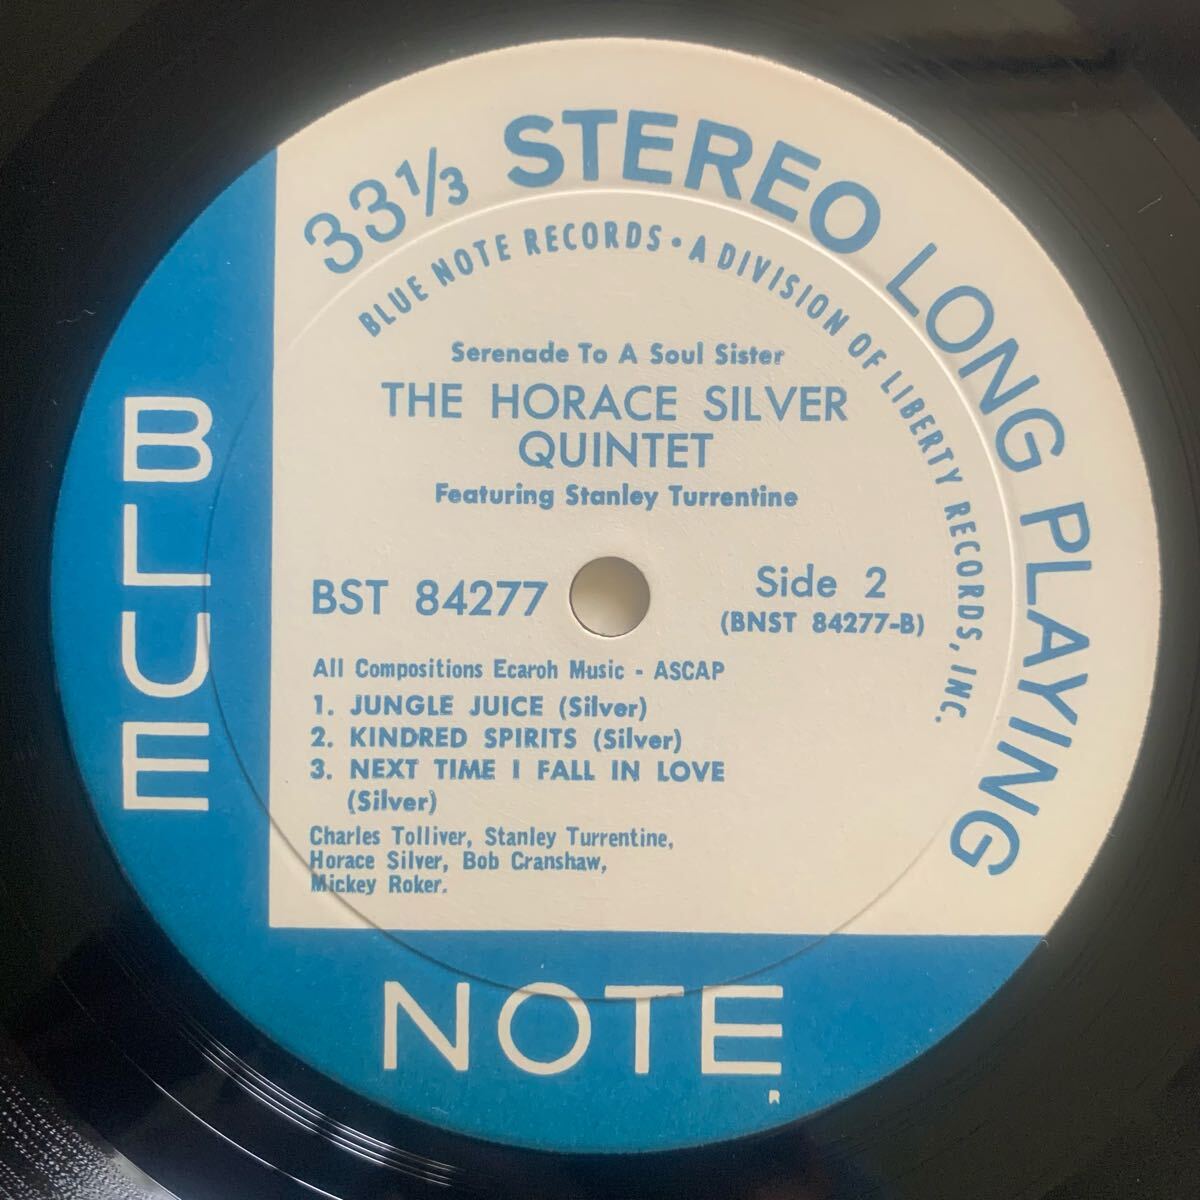 33 1/3 STEREO LONG PLAYING
BLUE NOTE RECORDS • A DIVISION OF LIBERTY RECORDS, INC.
Serenade To A Soul Sister
THE HORACE SILVER
QUINTET
Featuring Stanley Turrentine
BST 84277
Side 2
(BNST 84277-B)
All Compositions Ecaroh Music - ASCAP
1. JUNGLE JUICE (Silver)
2. KINDRED SPIRITS (Silver)
3. NEXT TIME I FALL IN LOVE
(Silver)
Charles Tolliver, Stanley Turrentine,
Horace Silver, Bob Cranshaw,
Mickey Roker.
BLUE
NOTE
R